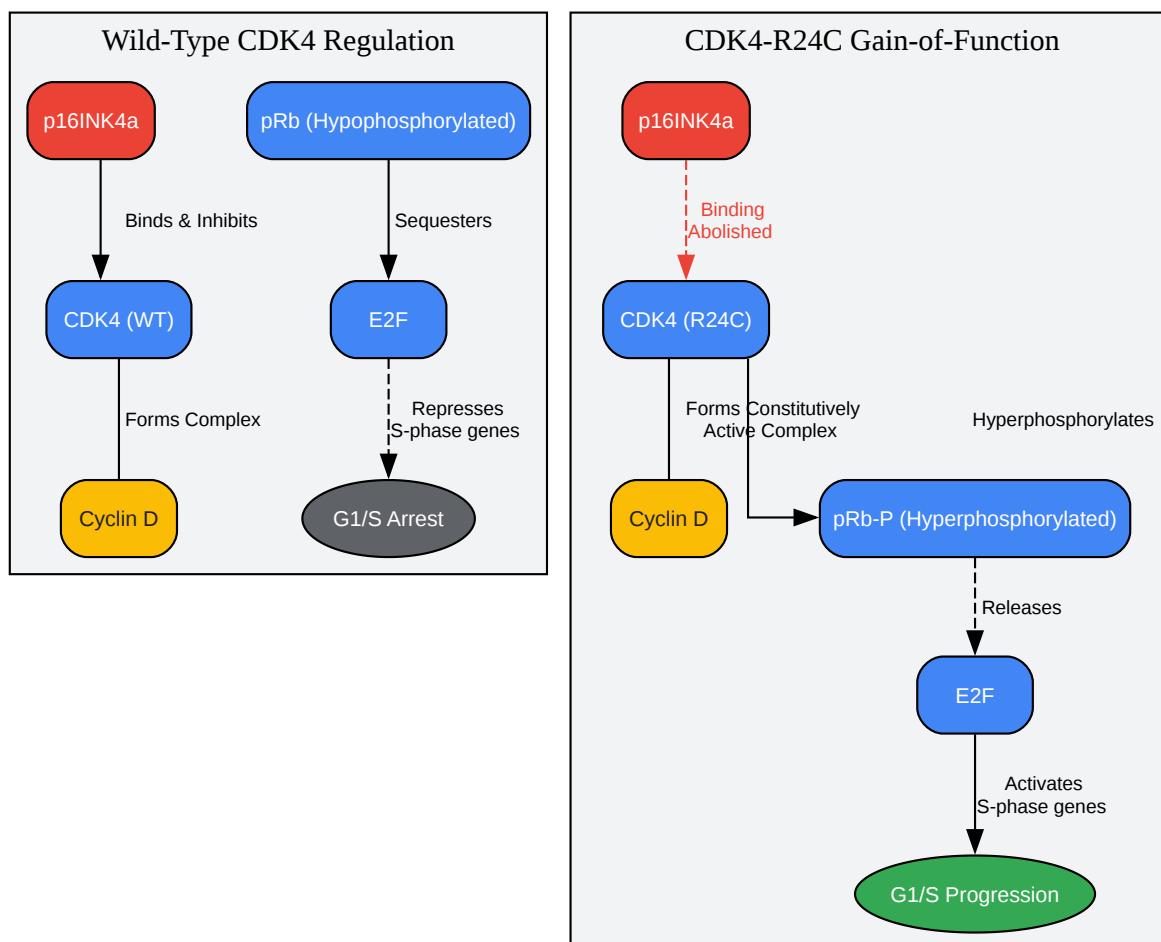 Wild-Type CDK4 Regulation
p16INK4a
pRb (Hypophosphorylated)
Binds & Inhibits
Sequesters
CDK4 (WT)
E2F
Forms Complex
Represses
S-phase genes
Cyclin D
G1/S Arrest
CDK4-R24C Gain-of-Function
p16INK4a
Binding
Abolished
CDK4 (R24C)
Forms Constitutively
Active Complex
Hyperphosphorylates
Cyclin D
pRb-P (Hyperphosphorylated)
Releases
E2F
Activates
S-phase genes
G1/S Progression